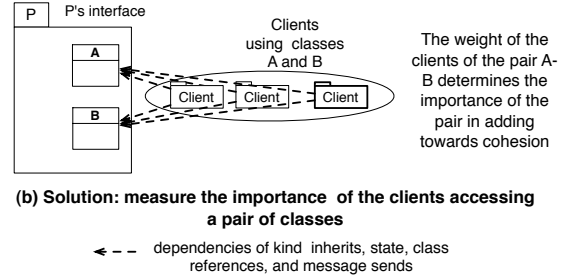 P
P's interface
A
B
Clients
using classes
A and B
Client
Client
Client
The weight of the
clients of the pair A-
B determines the
importance of the
pair in adding
towards cohesion
(b) Solution: measure the importance of the clients accessing
a pair of classes
dependencies of kind inherits, state, class
references, and message sends